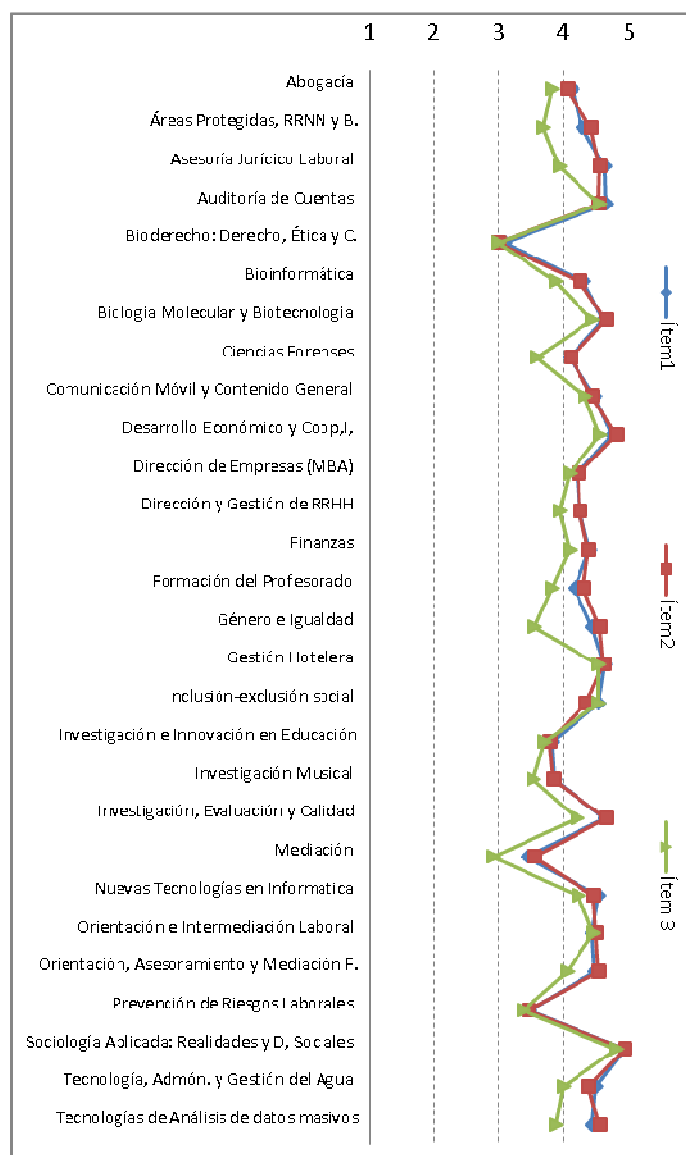 1 2 3 4 5
Abogacía
Áreas Protegidas, RRNN y B.
Asesoría Jurícico Laboral
Auditoría de Cuentas
Bioderecho: Derecho, Ética y C.
Bioinformática
Biclogia Molecular y Biotecnologia
Ciencias Forenses
Comunicación Móvil y Contenido General
Desarrollo Económico y Coop,I,
Dirección de Empresas (MBA)
Dirección y Gestión de RRHH
Finanzas
Formación del Profesorado
Género e Igualdad
Gestión Hotelera
nclusión-exclusión social
Investigación e Innovación en Educación
Investigación Musical
Investigación, Evaluación y Calidad
Mediación
Nuevas Tecnologías en Informatica
Orientación e Intermediación Laboral
Orientación, Asesoramiento y Mediación F.
Prevención de Riesgos Laborales
Sociología Aplicada: Realidades y D, Sociales
Tecnología, Admón. y Gestión del Agua
Tecnologías de Análisis de datos masivos
Ítem1
Ítem2
Ítem 3